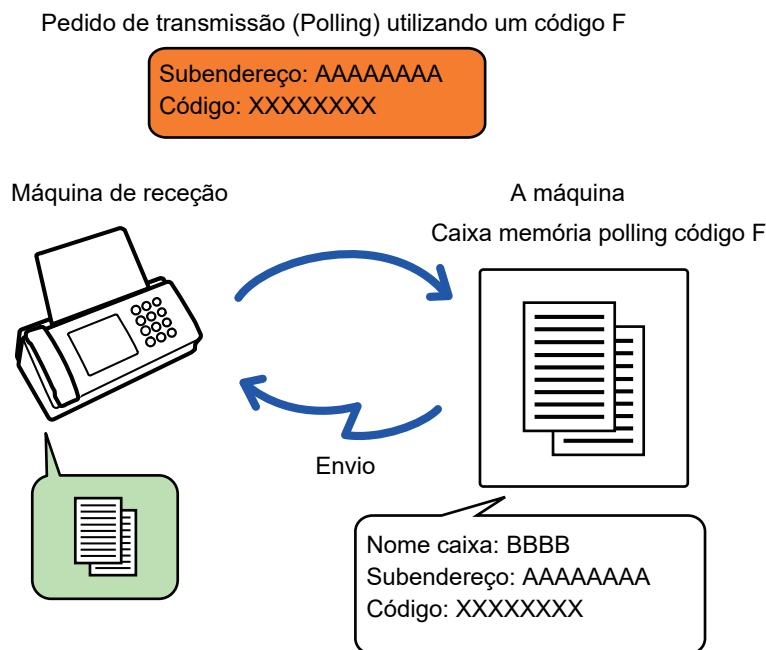 Pedido de transmissão (Polling) utilizando um código F
Subendereço: AAAAAAAA
Código: XXXXXXXX
Máquina de receção
A máquina
Caixa memória polling código F
Envio
Nome caixa: BBBB
Subendereço: AAAAAAAA
Código: XXXXXXXX